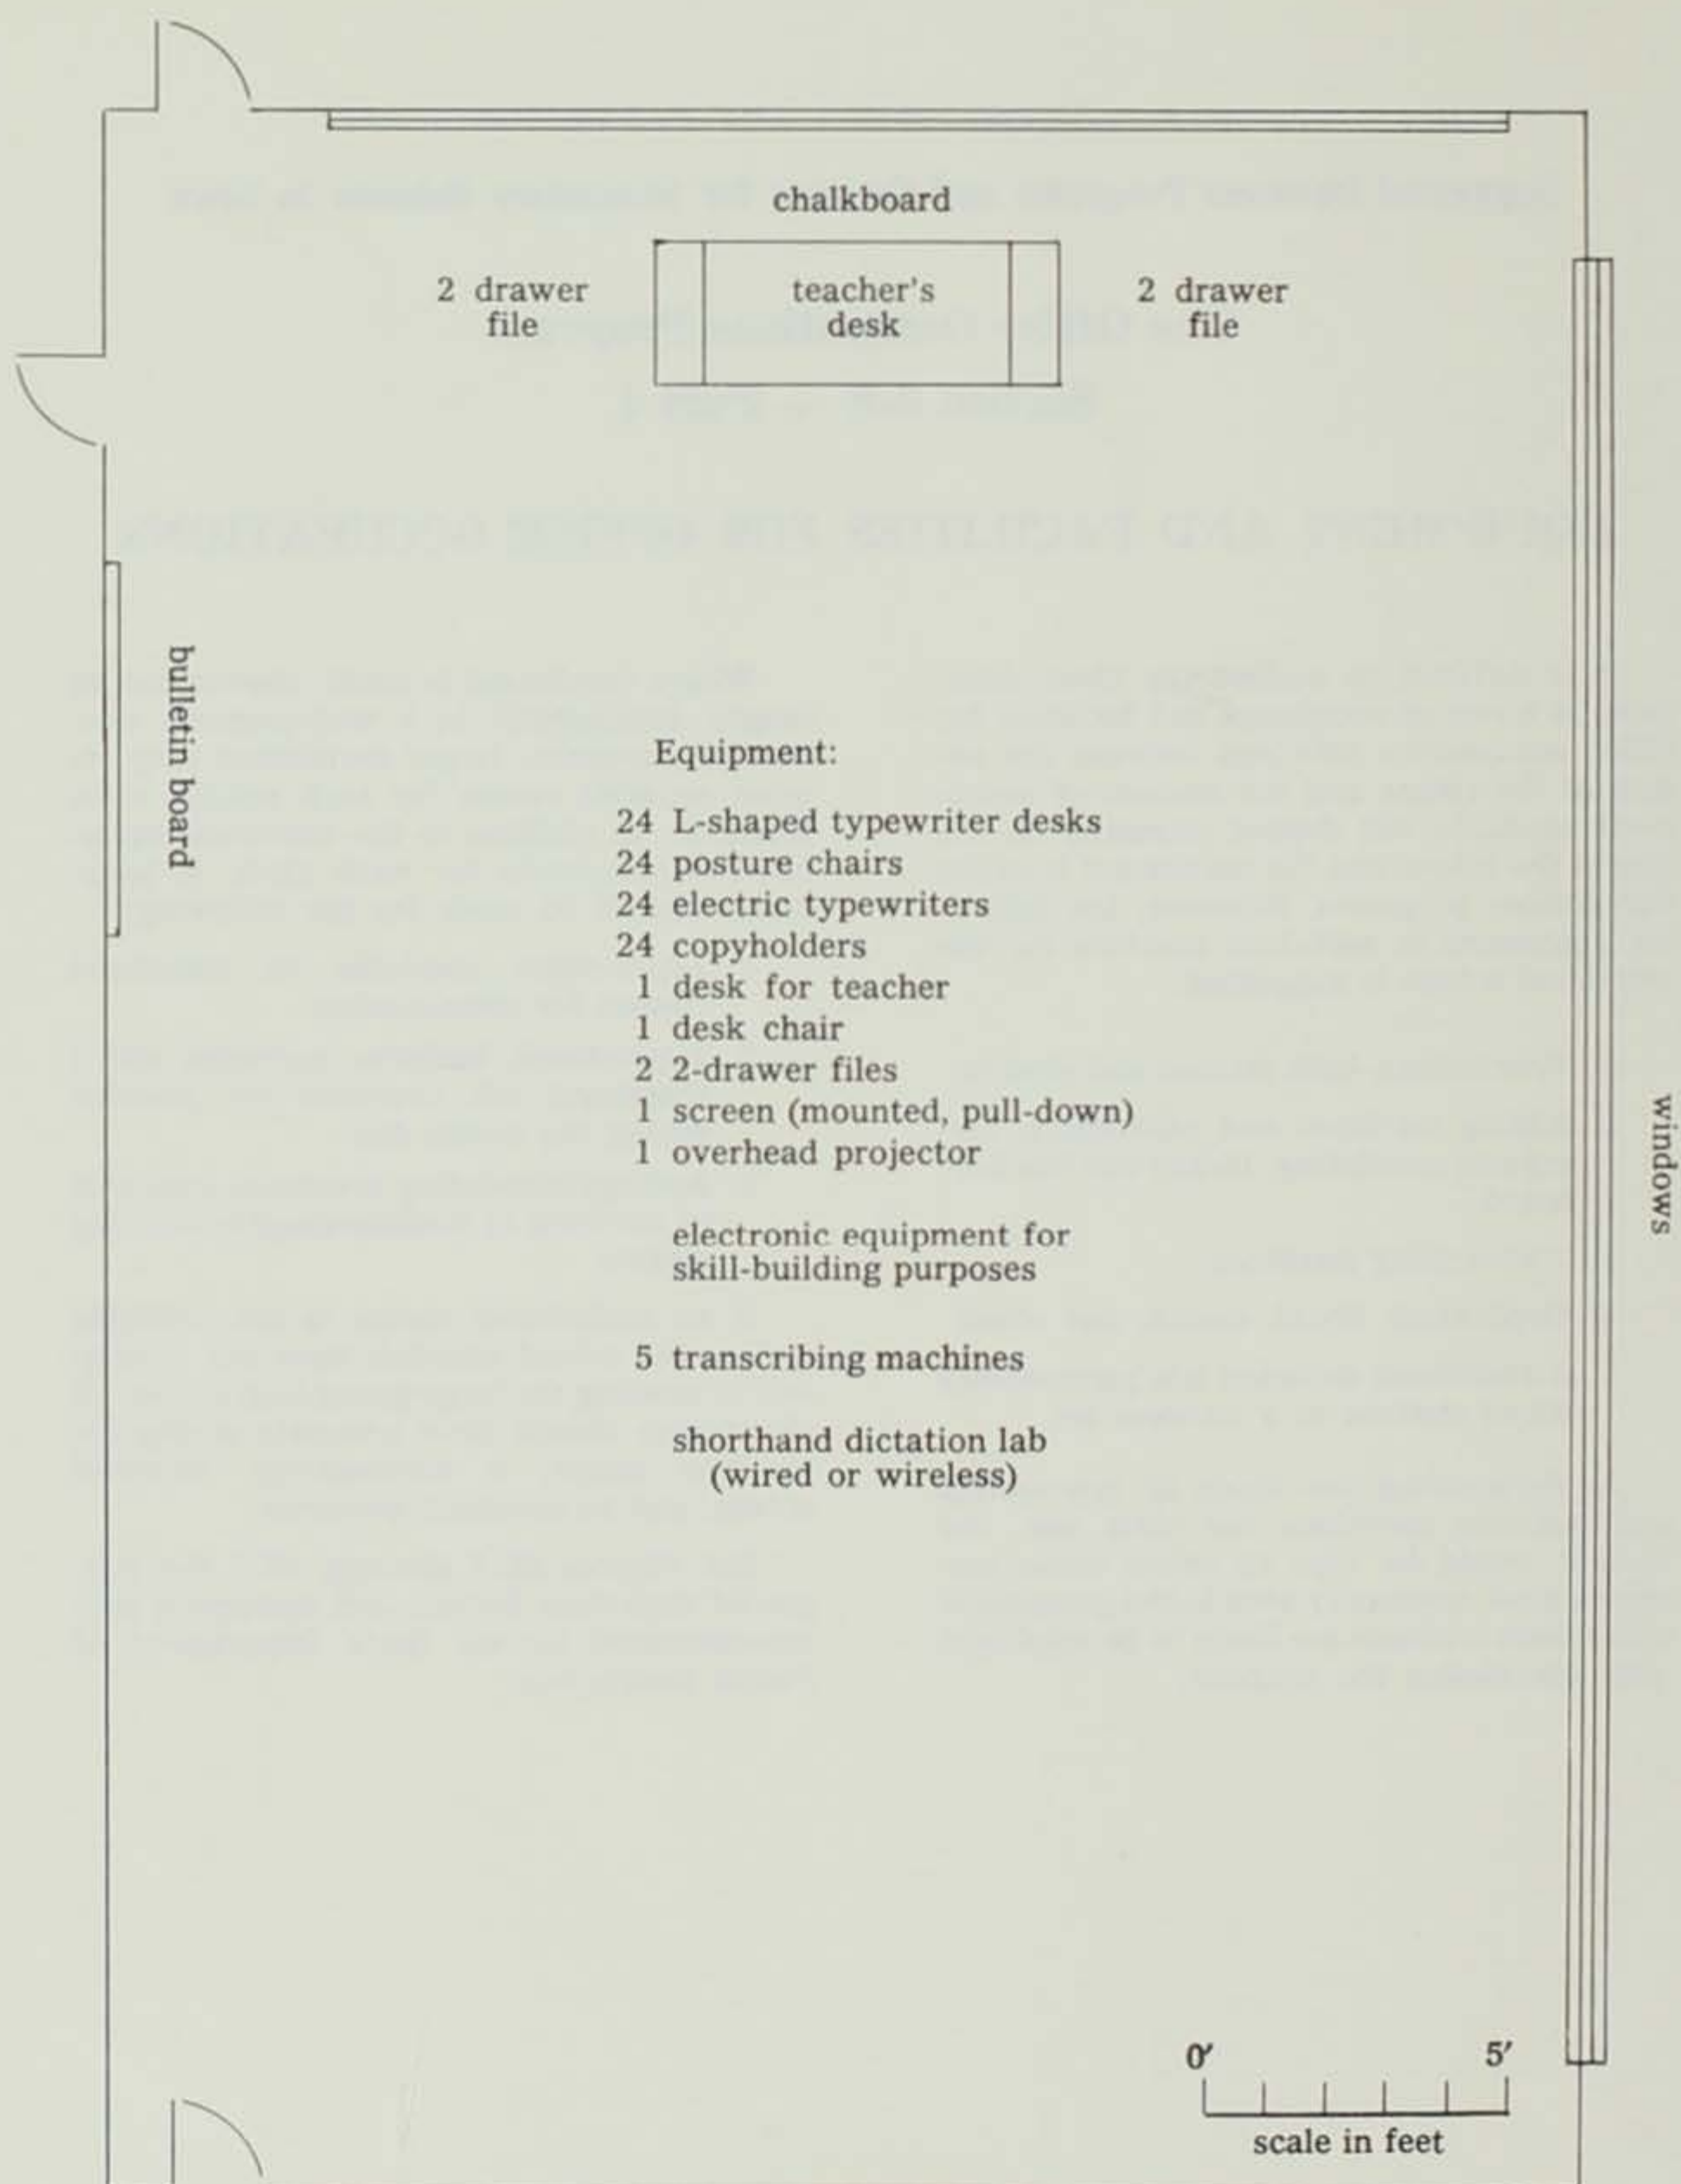 chalkboard
2 drawer
file
teacher's
desk
2 drawer
file
bulletin board
Equipment:
24 L-shaped typewriter desks
24 posture chairs
24 electric typewriters
24 copyholders
1 desk for teacher
1 desk chair
2 2-drawer files
1 screen (mounted, pull-down)
1 overhead projector
electronic equipment for
skill-building purposes
5 transcribing machines
shorthand dictation lab
(wired or wireless)
windows
0' 5'
scale in feet